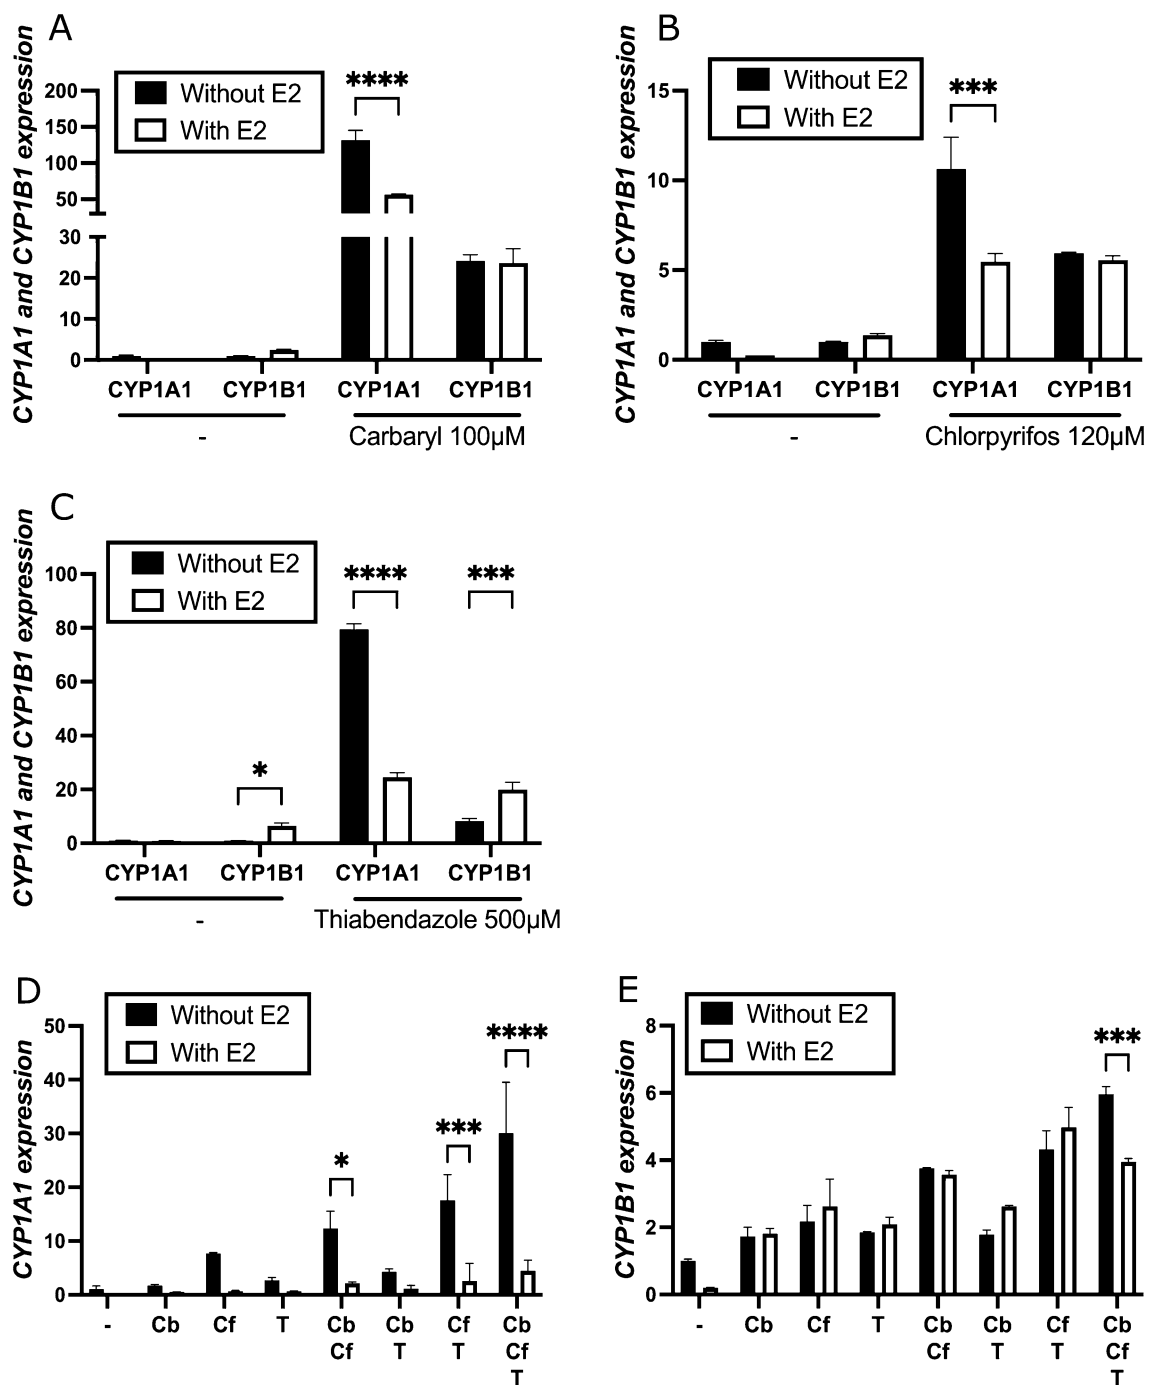 A
CYP1A1 and CYP1B1 expression
Without E2
With E2
****
200
150
100
50
30
20
10
0
CYP1A1 CYP1B1 CYP1A1 CYP1B1
- Carbaryl 100μM
B
CYP1A1 and CYP1B1 expression
Without E2
With E2
***
15
10
5
0
CYP1A1 CYP1B1 CYP1A1 CYP1B1
- Chlorpyrifos 120μM
C
CYP1A1 and CYP1B1 expression
Without E2
With E2
**** ***
*
100
80
60
40
20
0
CYP1A1 CYP1B1 CYP1A1 CYP1B1
- Thiabendazole 500μM
D
CYP1A1 expression
Without E2
With E2
****
***
*
50
40
30
20
10
0
- Cb Cf T Cb Cb Cf Cb
Cf T T Cf
T
E
CYP1B1 expression
Without E2
With E2
***
8
6
4
2
0
- Cb Cf T Cb Cb Cf Cb
Cf T T Cf
T